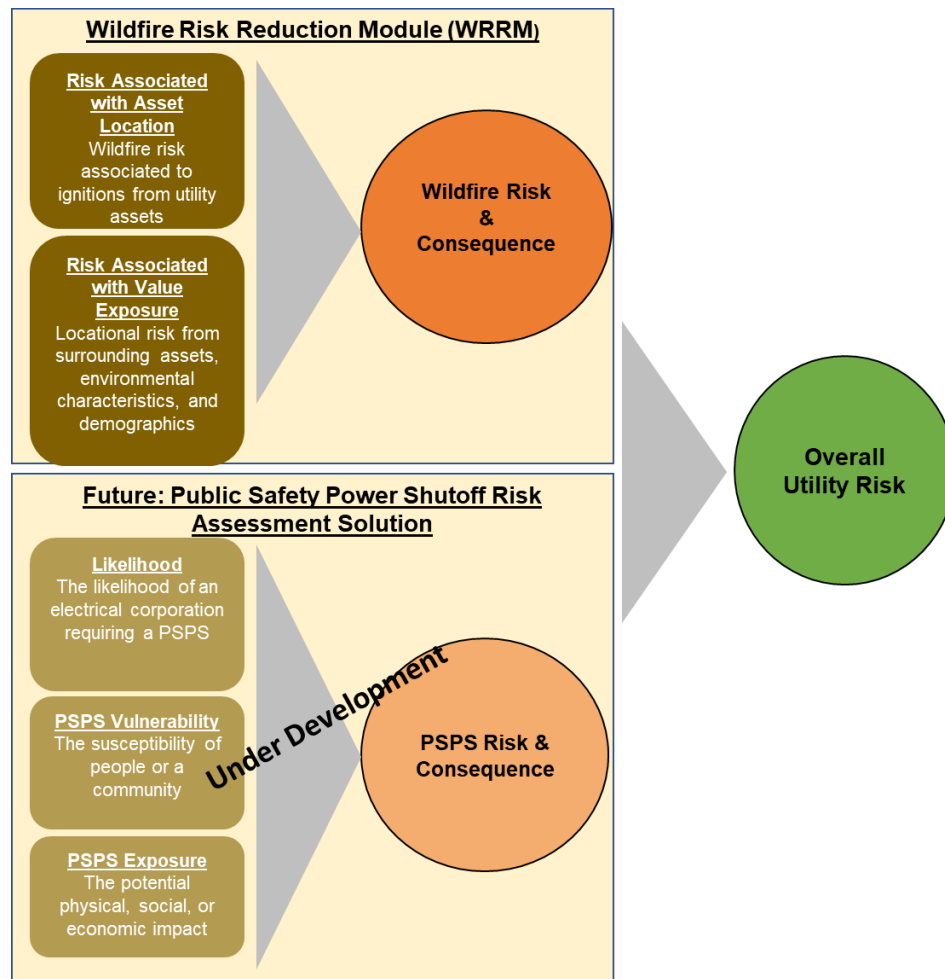 Wildfire Risk Reduction Module (WRRM)
Risk Associated
with Asset
Location
Wildfire risk
associated to
ignitions from utility
assets
Risk Associated
with Value
Exposure
Locational risk from
surrounding assets,
environmental
characteristics, and
demographics
Wildfire Risk
&
Consequence
Future: Public Safety Power Shutoff Risk
Assessment Solution
Likelihood
The likelihood of an
electrical corporation
requiring a PSPS
PSPS Vulnerability
The susceptibility of
people or a
community
PSPS Exposure
The potential
physical, social, or
economic impact
Under Development
PSPS Risk &
Consequence
Overall
Utility Risk